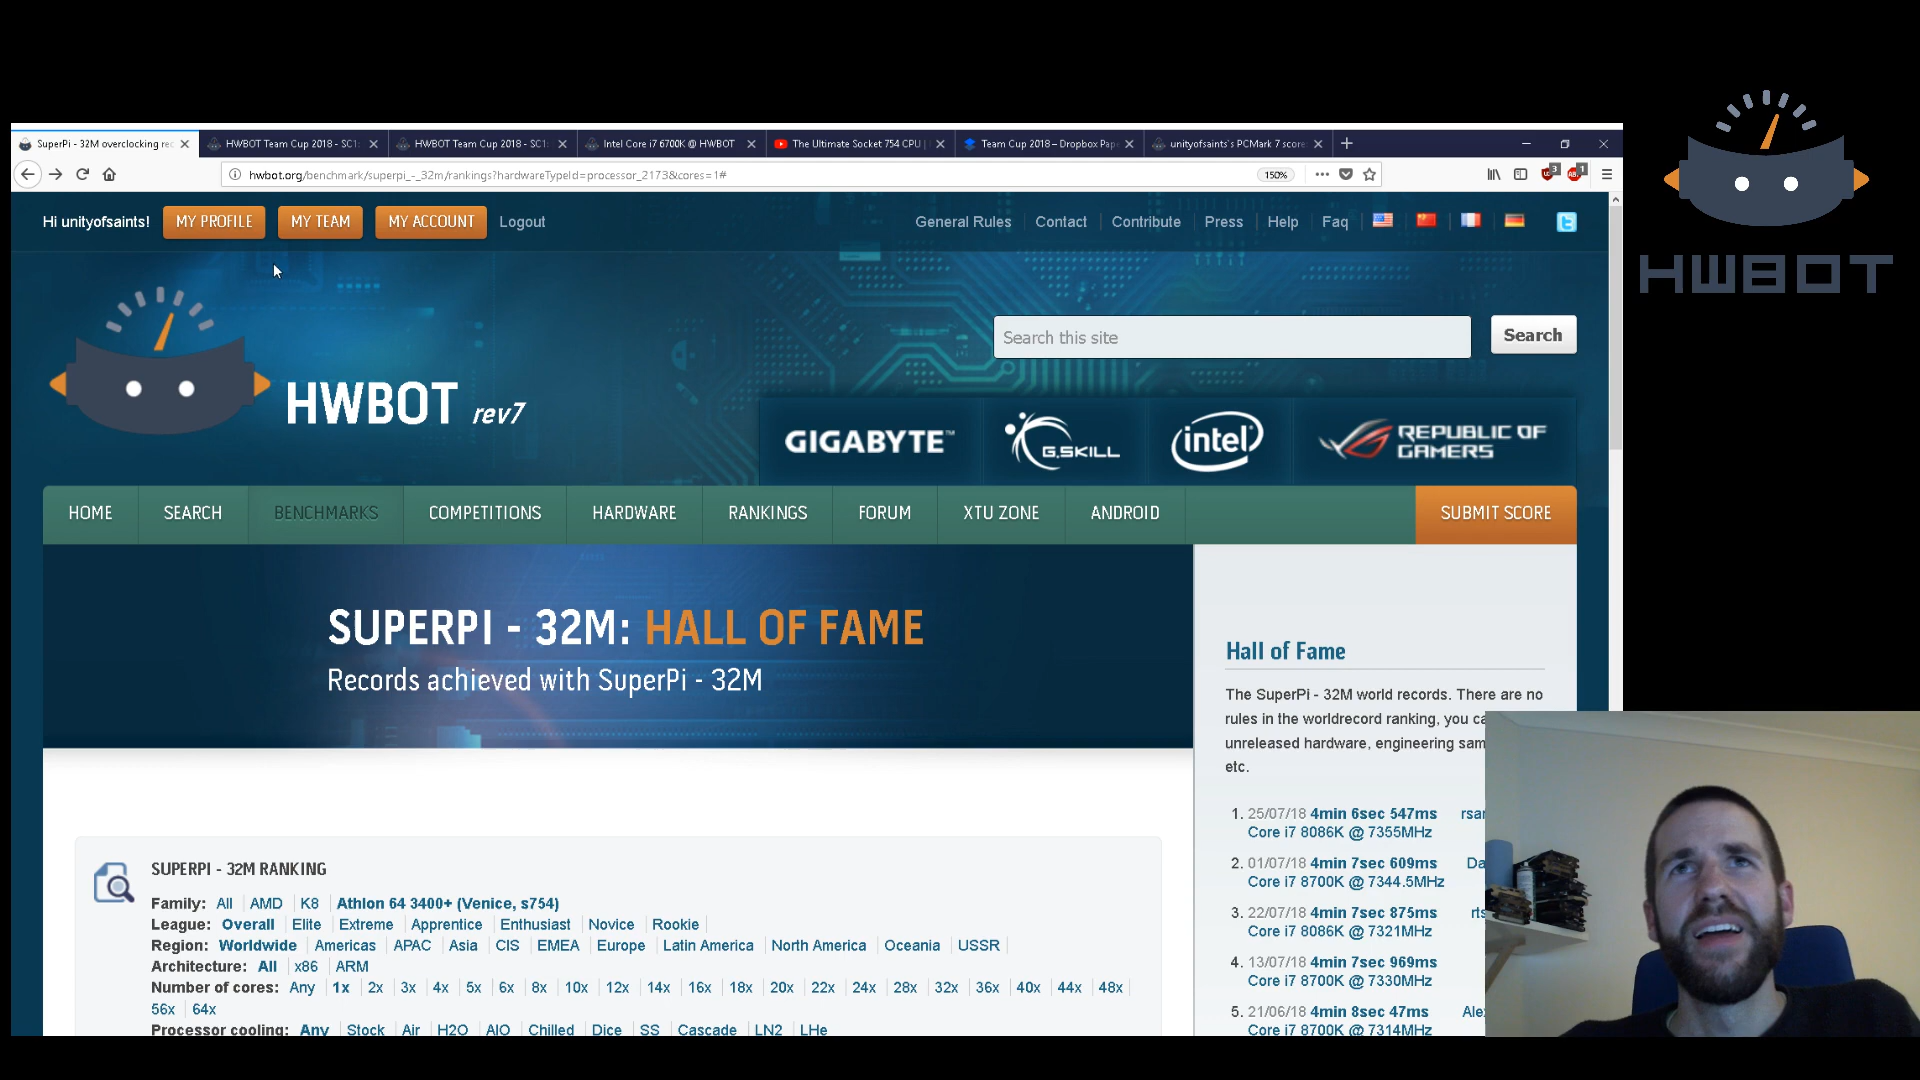 SuperPi - 32M overclocking rec
HWBOT Team Cup 2018 - SC1:
HWBOT Team Cup 2018 - SC1:
Intel Core i7 6700K @ HWBOT
The Ultimate Socket 754 CPU |
Team Cup 2018 – Dropbox Pape
unityofsaints's PCMark 7 score:
hwbot.org/benchmark/superpi_-_32m/rankings?hardwareTypeId=processor_2173&cores=1#
150%
Hi unityofsaints!
MY PROFILE
MY TEAM
MY ACCOUNT
Logout
General Rules
Contact
Contribute
Press
Help
Faq
HWBOT
Search this site
Search
HWBOT rev7
GIGABYTE™
G.SKILL
intel
REPUBLIC OF
GAMERS
HOME
SEARCH
BENCHMARKS
COMPETITIONS
HARDWARE
RANKINGS
FORUM
XTU ZONE
ANDROID
SUBMIT SCORE
SUPERPI - 32M: HALL OF FAME
Records achieved with SuperPi - 32M
Hall of Fame
The SuperPi - 32M world records. There are no
rules in the worldrecord ranking, you ca
unreleased hardware, engineering sam
etc.
1. 25/07/18 4min 6sec 547ms rsa
Core i7 8086K @ 7355MHz
2. 01/07/18 4min 7sec 609ms Da
Core i7 8700K @ 7344.5MHz
3. 22/07/18 4min 7sec 875ms rts
Core i7 8086K @ 7321MHz
4. 13/07/18 4min 7sec 969ms
Core i7 8700K @ 7330MHz
5. 21/06/18 4min 8sec 47ms Ale
Core i7 8700K @ 7314MHz
SUPERPI - 32M RANKING
Family: All AMD K8 Athlon 64 3400+ (Venice, s754)
League: Overall Elite Extreme Apprentice Enthusiast Novice Rookie
Region: Worldwide Americas APAC Asia CIS EMEA Europe Latin America North America Oceania USSR
Architecture: All x86 ARM
Number of cores: Any 1x 2x 3x 4x 5x 6x 8x 10x 12x 14x 16x 18x 20x 22x 24x 28x 32x 36x 40x 44x 48x
56x 64x
Processor cooling: Any Stock Air H2O AIO Chilled Dice SS Cascade LN2 LHe